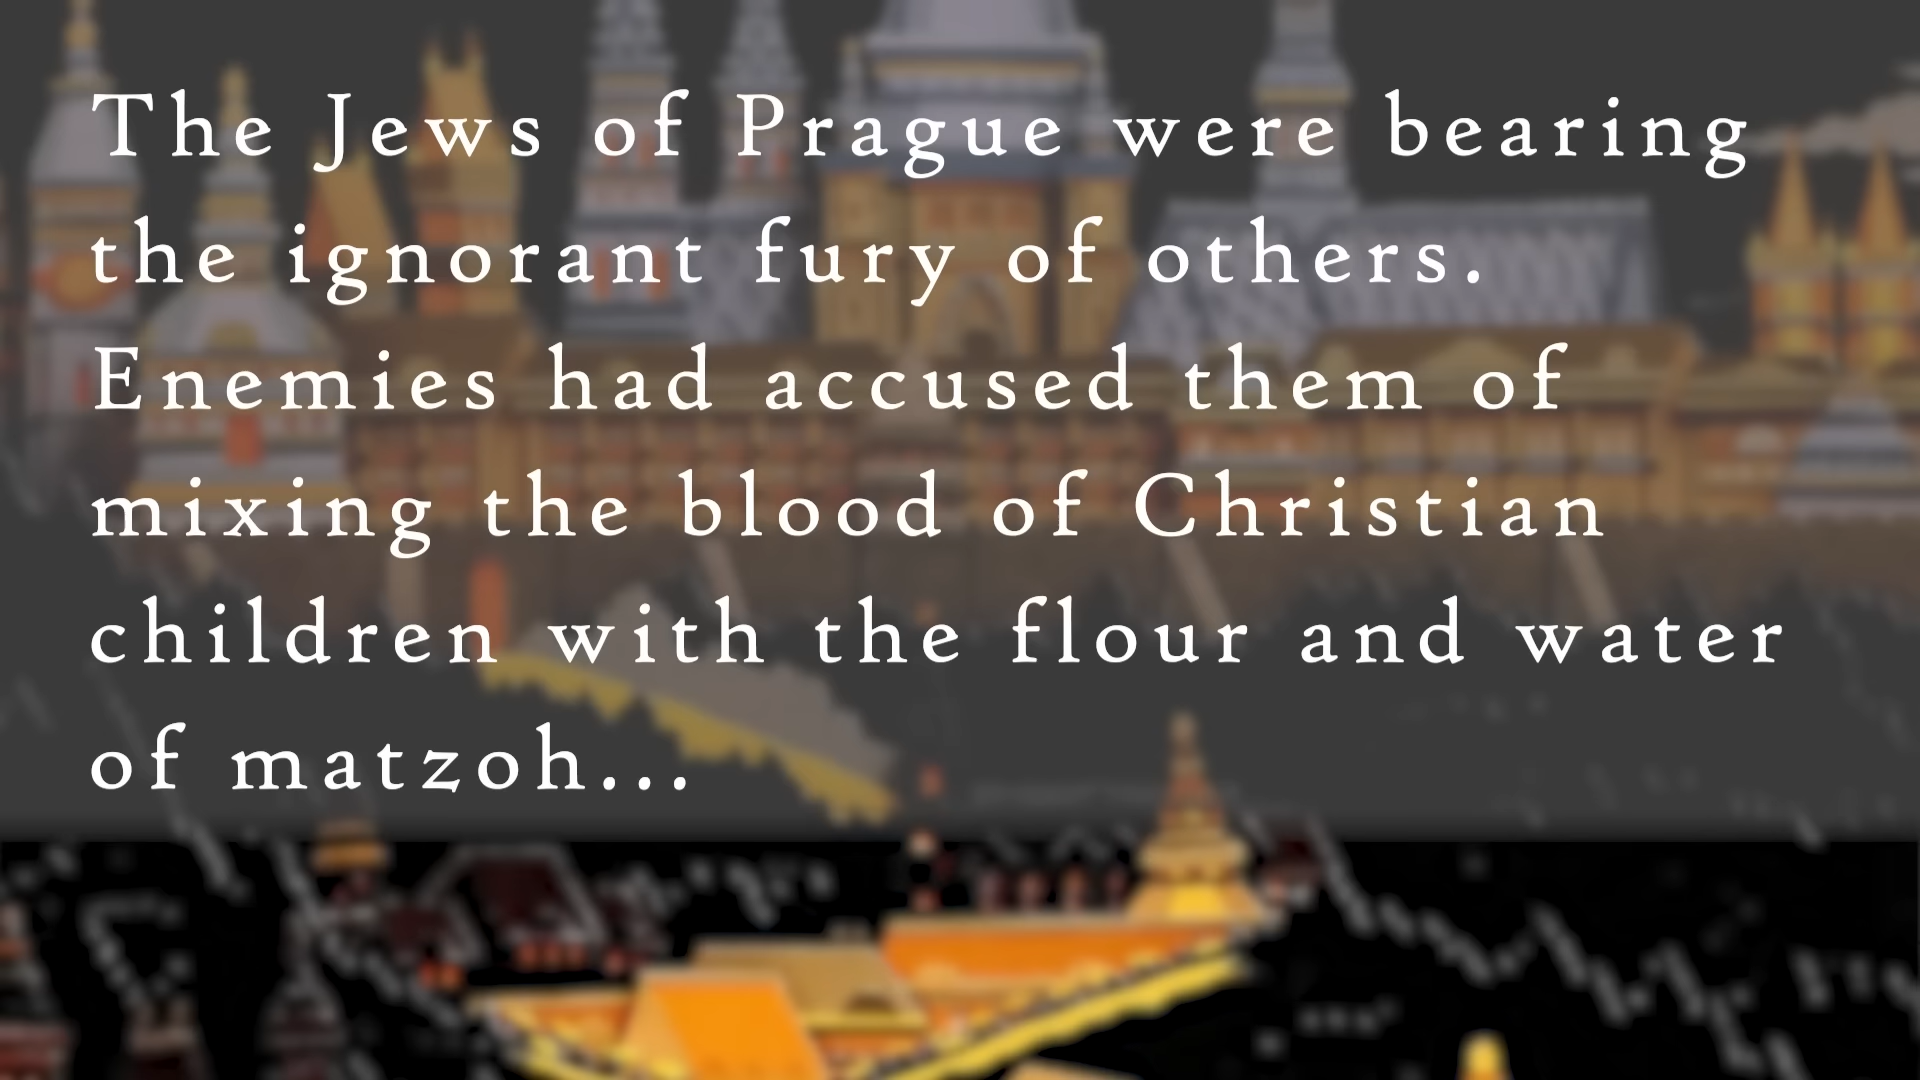 The Jews of Prague were bearing
the ignorant fury of others.
Enemies had accused them of
mixing the blood of Christian
children with the flour and water
of matzoh...